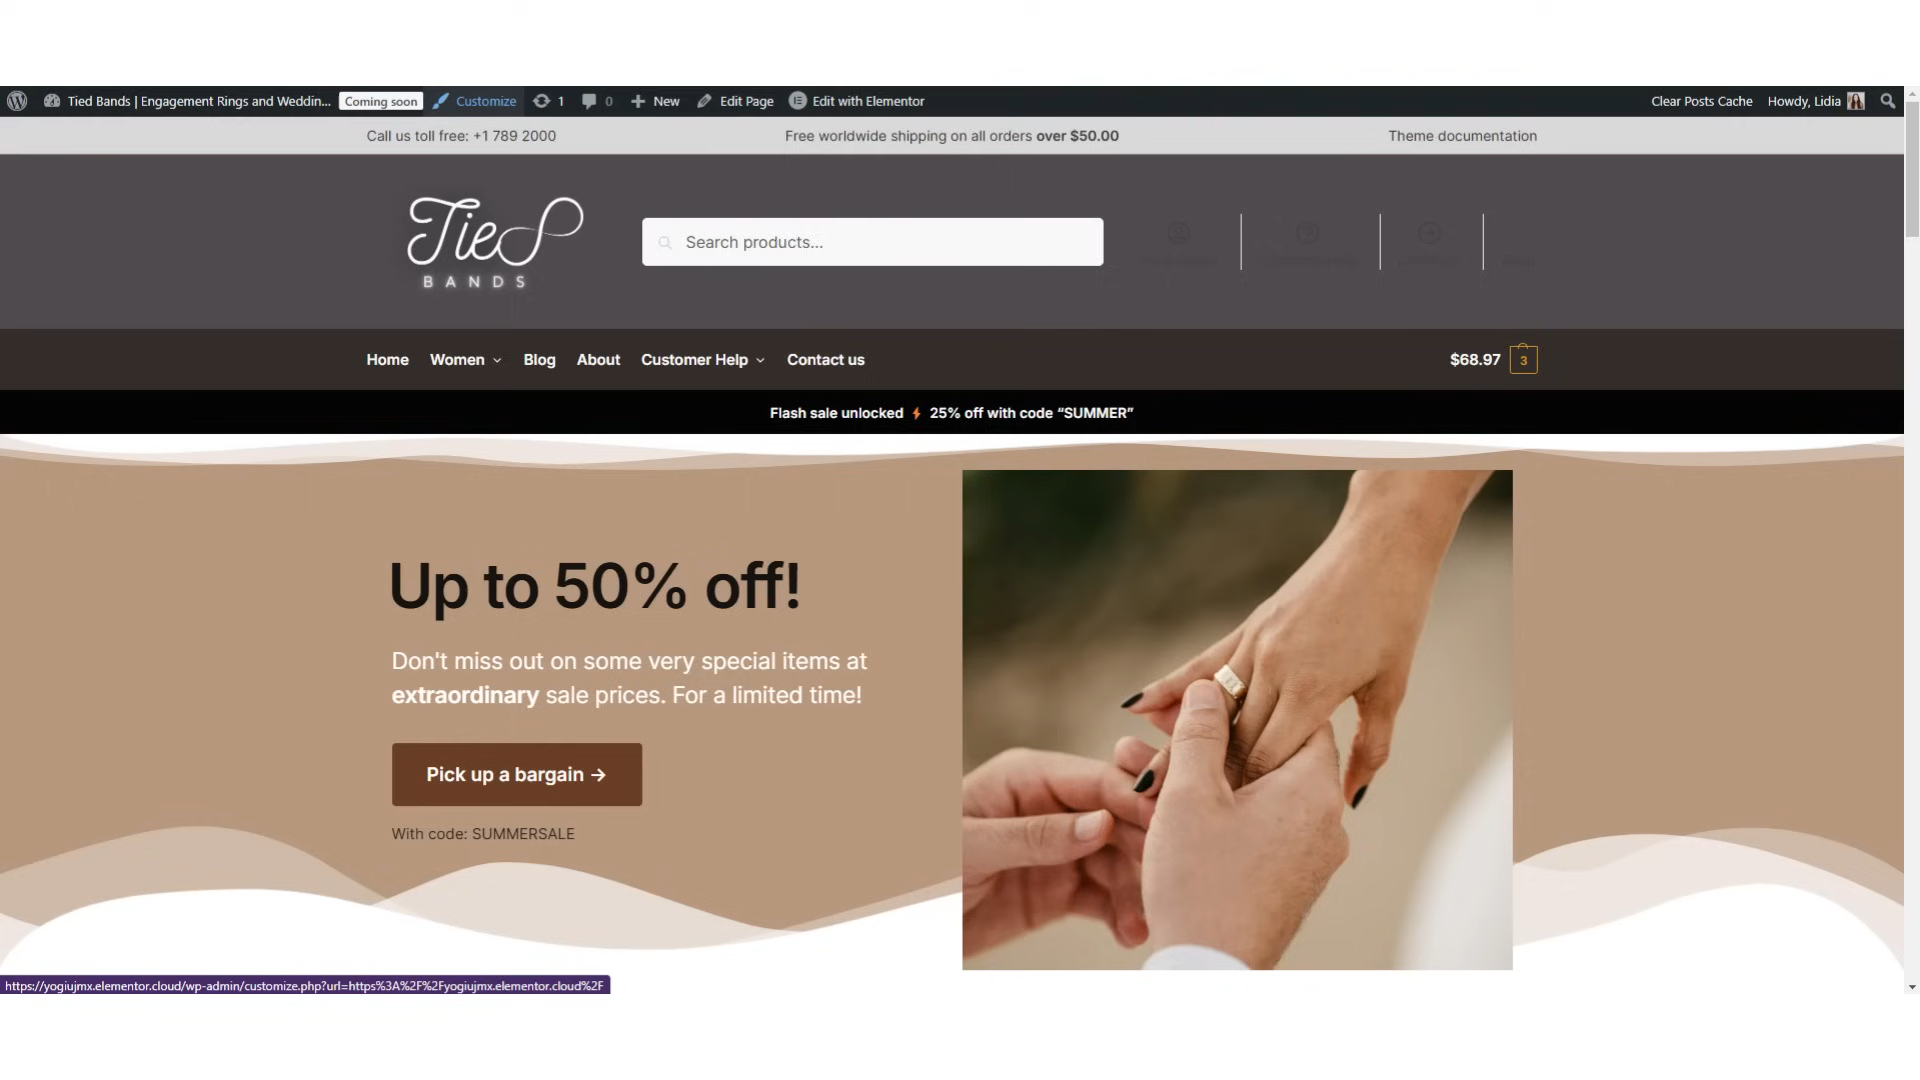 Tied Bands | Engagement Rings and Weddin... Coming soon Customize 1 0 New Edit Page Edit with Elementor Clear Posts Cache Howdy, Lidia
Call us toll free: +1 789 2000 Free worldwide shipping on all orders over $50.00 Theme documentation
Tied
BANDS
Search products...
Home Women Blog About Customer Help Contact us $68.97 3
Flash sale unlocked ⚡ 25% off with code “SUMMER”
Up to 50% off!
Don't miss out on some very special items at
extraordinary sale prices. For a limited time!
Pick up a bargain →
With code: SUMMERSALE
https://yogiujmx.elementor.cloud/wp-admin/customize.php?url=https%3A%2F%2Fyogiujmx.elementor.cloud%2F